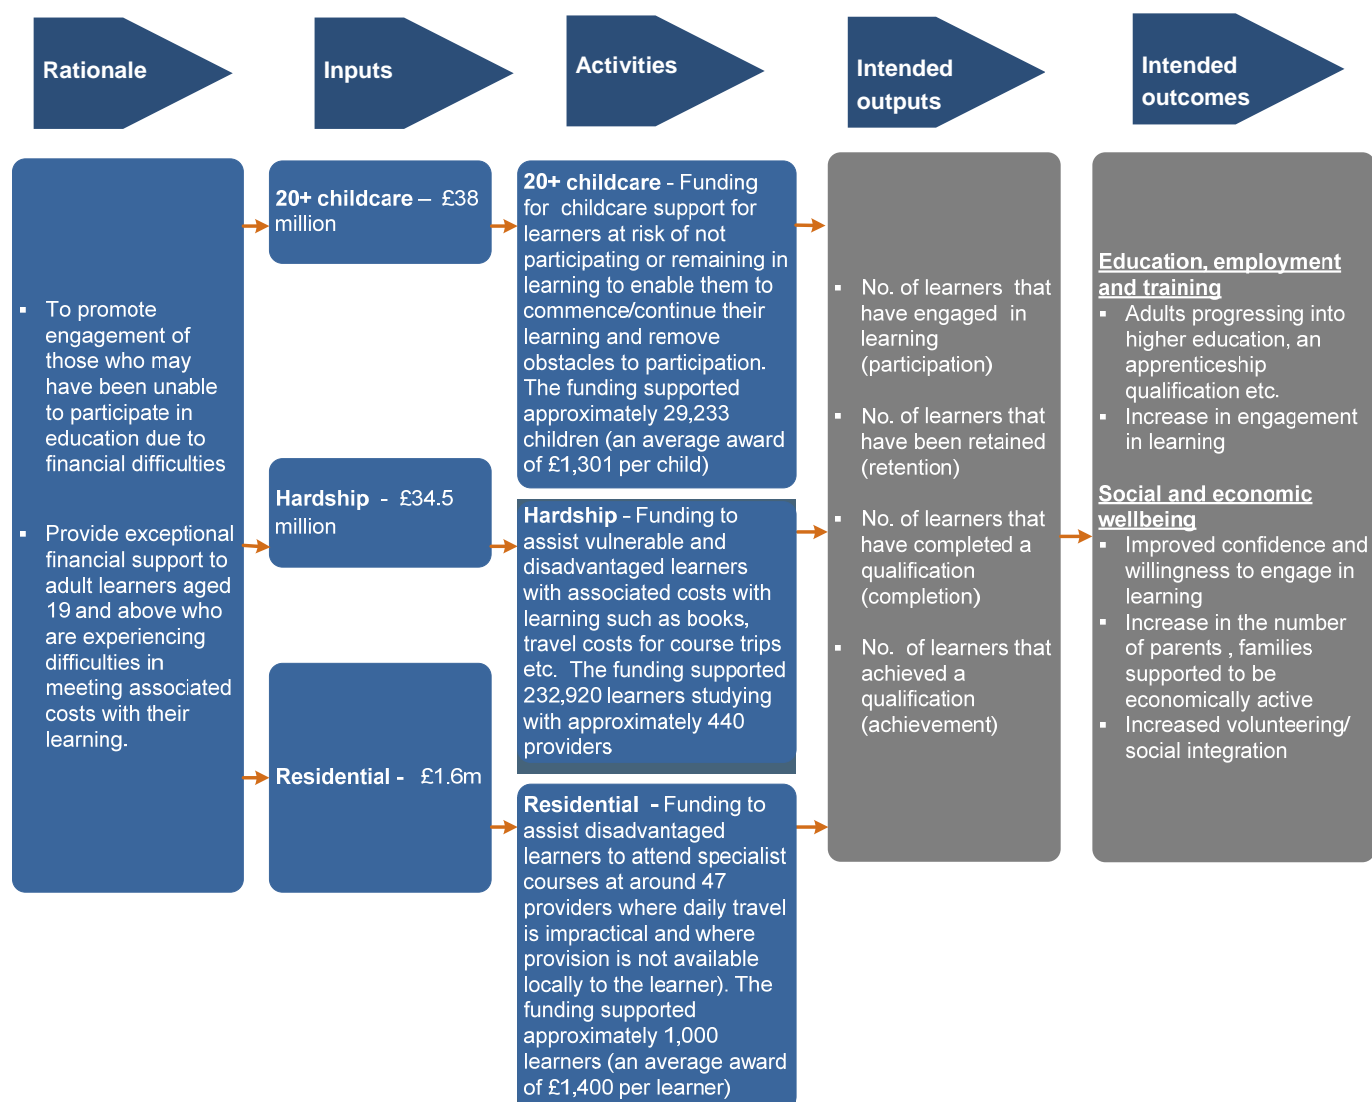 Rationale
Inputs
Activities
Intended
outputs
Intended
outcomes
▪ To promote
engagement of
those who may
have been unable
to participate in
education due to
financial difficulties
▪ Provide exceptional
financial support to
adult learners aged
19 and above who
are experiencing
difficulties in
meeting associated
costs with their
learning.
20+ childcare – £38
million
Hardship - £34.5
million
Residential - £1.6m
20+ childcare - Funding
for childcare support for
learners at risk of not
participating or remaining in
learning to enable them to
commence/continue their
learning and remove
obstacles to participation.
The funding supported
approximately 29,233
children (an average award
of £1,301 per child)
Hardship - Funding to
assist vulnerable and
disadvantaged learners
with associated costs with
learning such as books,
travel costs for course trips
etc. The funding supported
232,920 learners studying
with approximately 440
providers
Residential - Funding to
assist disadvantaged
learners to attend specialist
courses at around 47
providers where daily travel
is impractical and where
provision is not available
locally to the learner). The
funding supported
approximately 1,000
learners (an average award
of £1,400 per learner)
▪ No. of learners that
have engaged in
learning
(participation)
▪ No. of learners that
have been retained
(retention)
▪ No. of learners that
have completed a
qualification
(completion)
▪ No. of learners that
achieved a
qualification
(achievement)
Education, employment
and training
▪ Adults progressing into
higher education, an
apprenticeship
qualification etc.
▪ Increase in engagement
in learning
Social and economic
wellbeing
▪ Improved confidence and
willingness to engage in
learning
▪ Increase in the number
of parents , families
supported to be
economically active
▪ Increased volunteering/
social integration